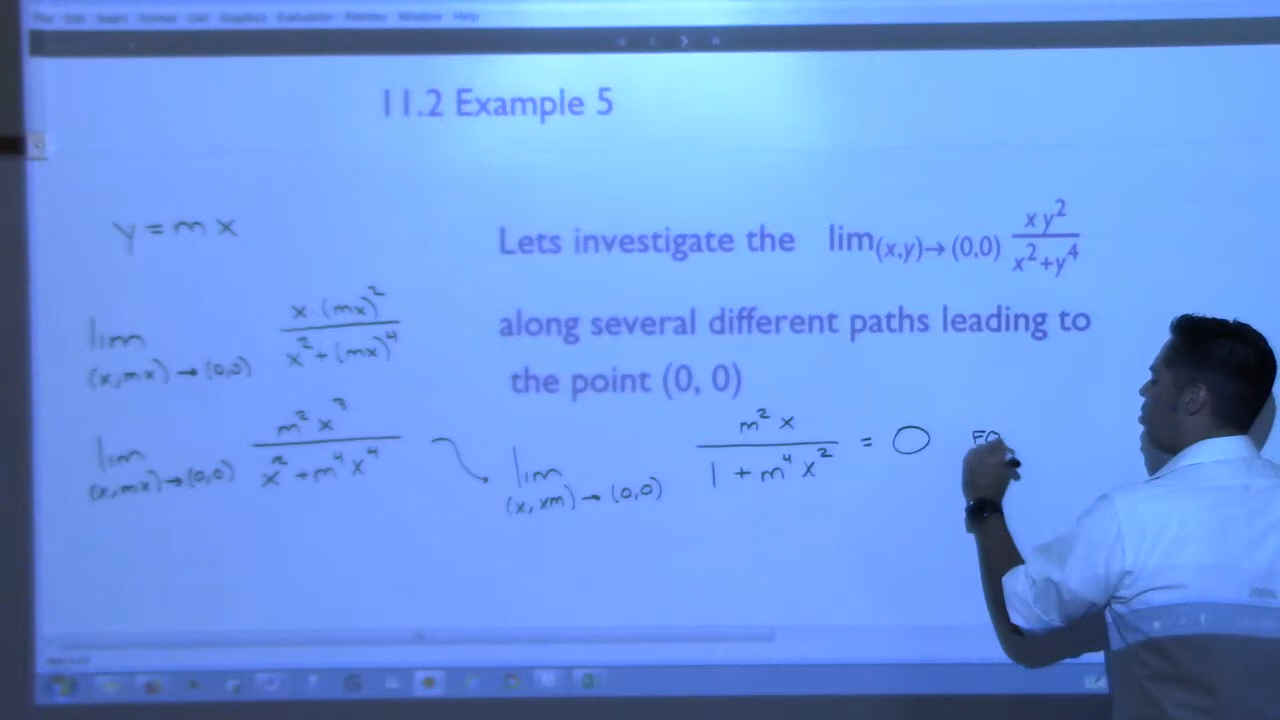 11.2 Example 5
y = m x
Lets investigate the lim(x,y)→(0,0) xy²/x²+y⁴
along several different paths leading to
the point (0, 0)
lim (x,mx)→(0,0) x·(mx)²/x²+(mx)⁴
lim (x,mx)→(0,0) m²x³/x²+m⁴x⁴
lim (x,xm)→(0,0) m²x/1+m⁴x² = 0 FO